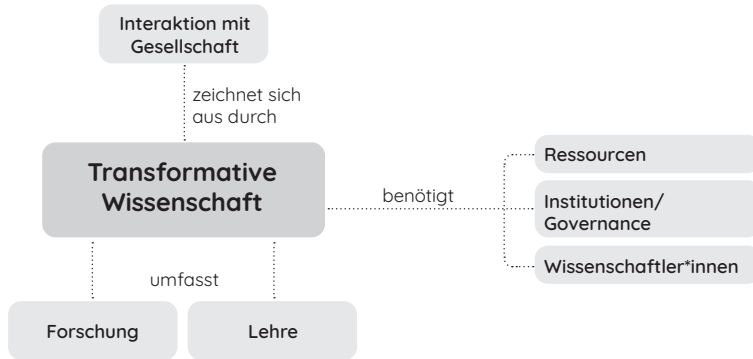 Interaktion mit
Gesellschaft
zeichnet sich
aus durch
Transformative
Wissenschaft
benötigt
Ressourcen
Institutionen/
Governance
Wissenschaftler*innen
umfasst
Forschung
Lehre